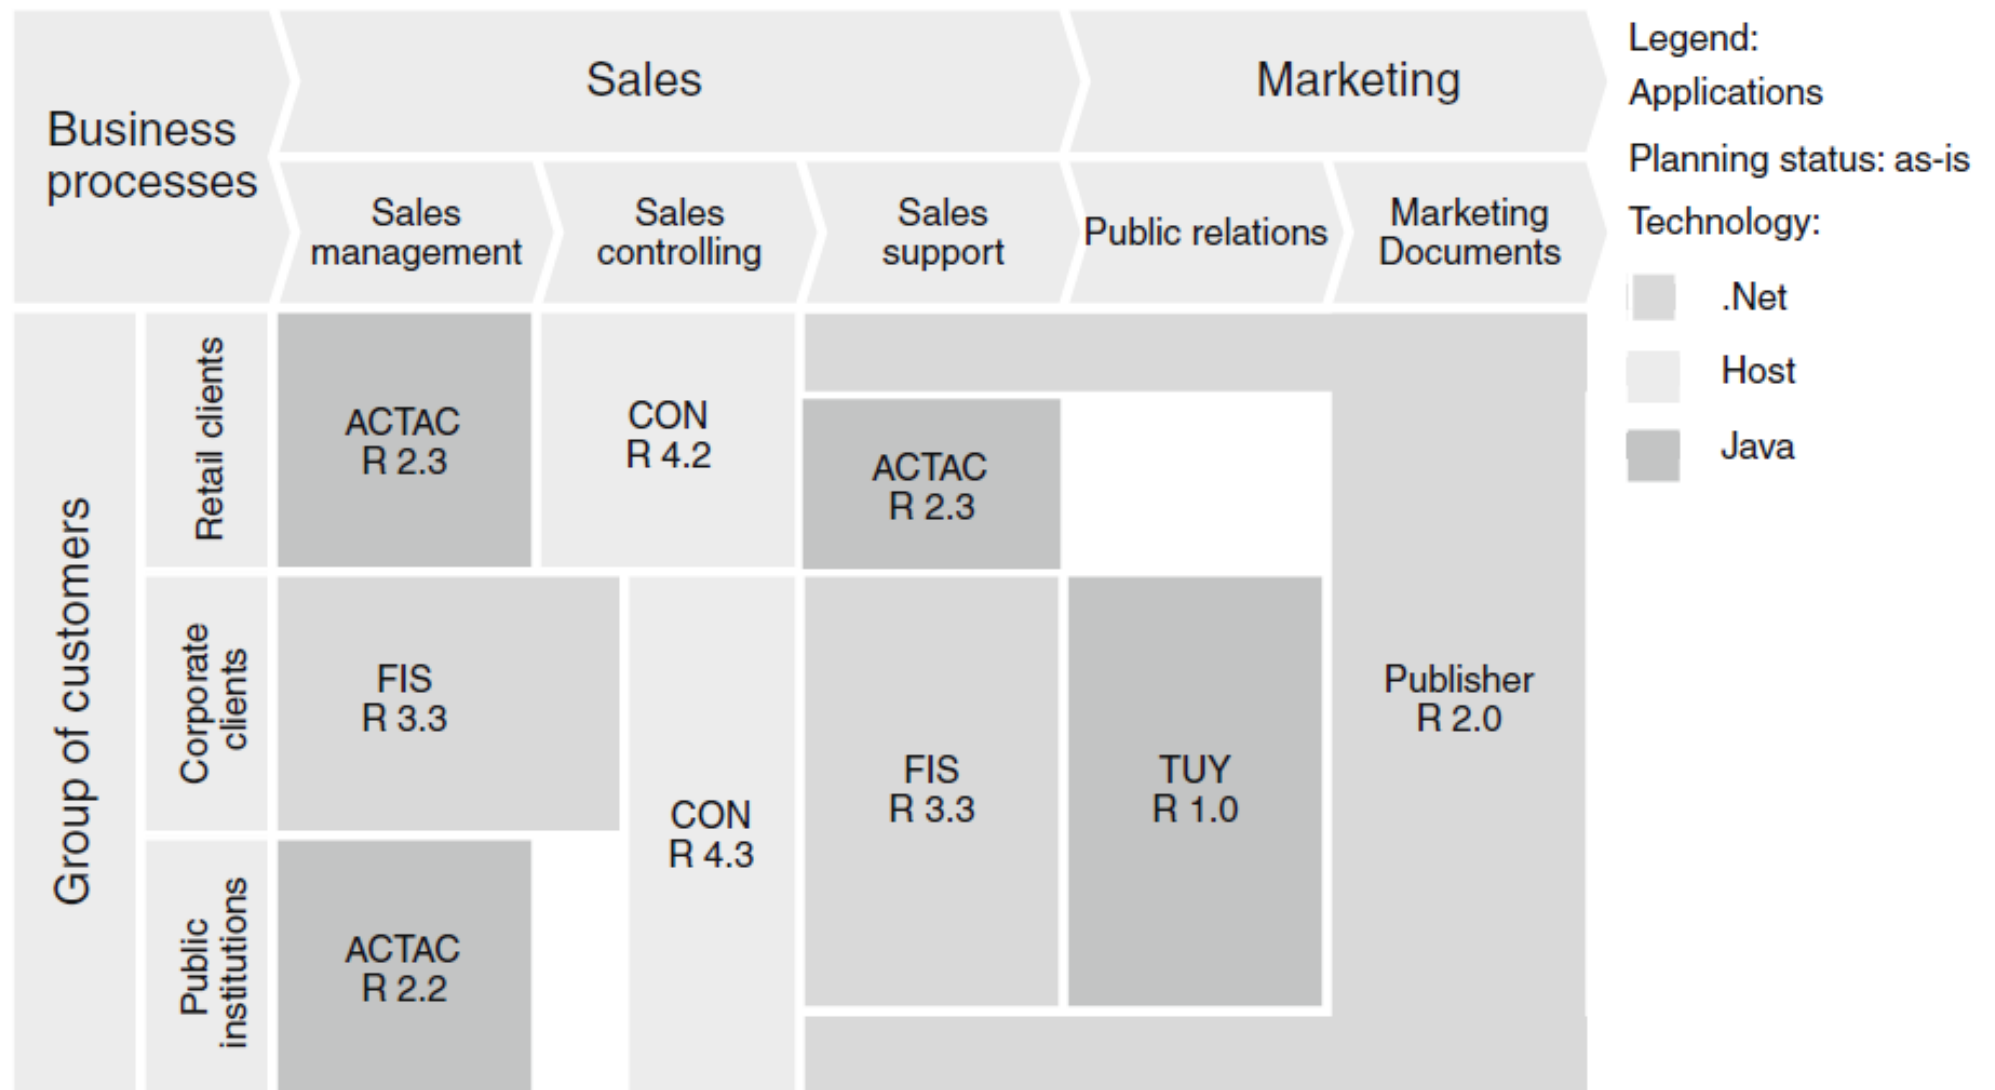 Business
processes
Sales
Marketing
Sales
management
Sales
controlling
Sales
support
Public relations
Marketing
Documents
Group of customers
Retail clients
ACTAC
R 2.3
CON
R 4.2
ACTAC
R 2.3
Corporate
clients
FIS
R 3.3
CON
R 4.3
FIS
R 3.3
TUY
R 1.0
Publisher
R 2.0
Public
institutions
ACTAC
R 2.2
Legend:
Applications
Planning status: as-is
Technology:
.Net
Host
Java